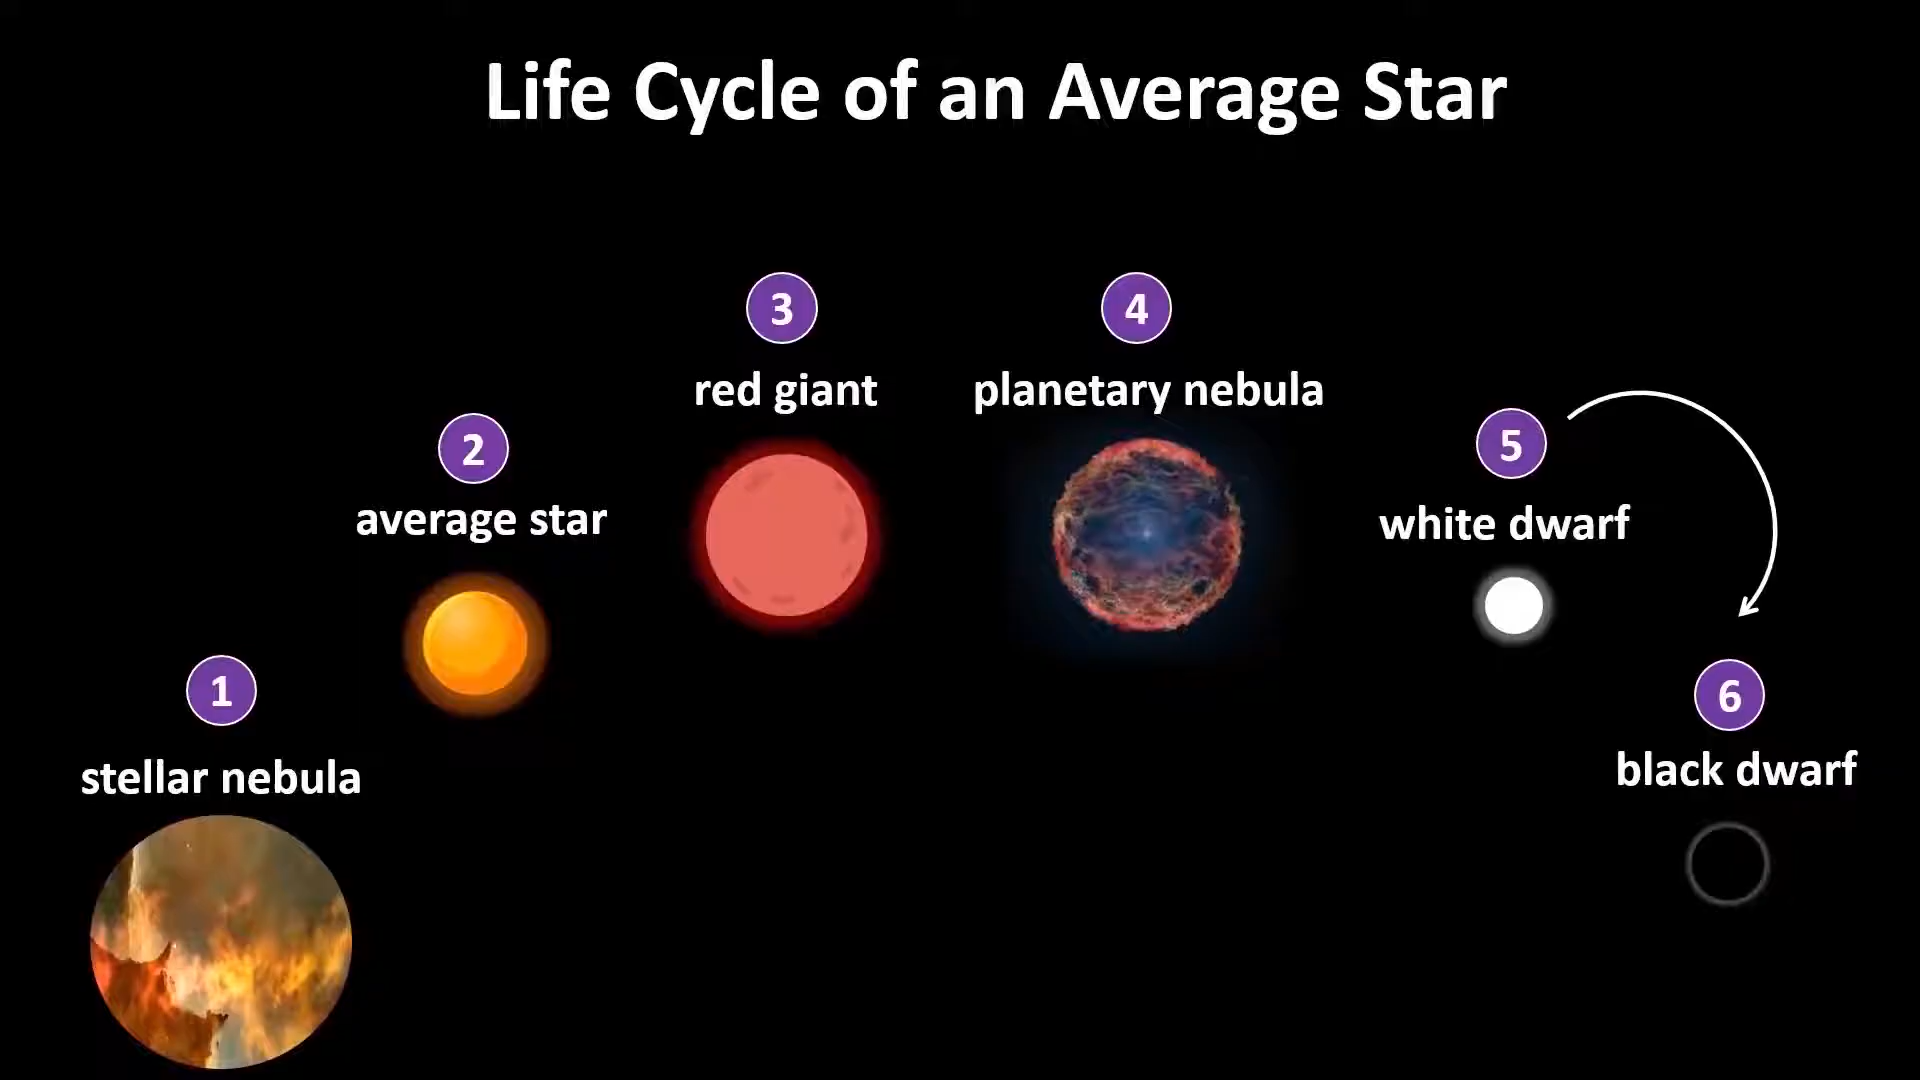 Life Cycle of an Average Star
1
stellar nebula
2
average star
3
red giant
4
planetary nebula
5
white dwarf
6
black dwarf